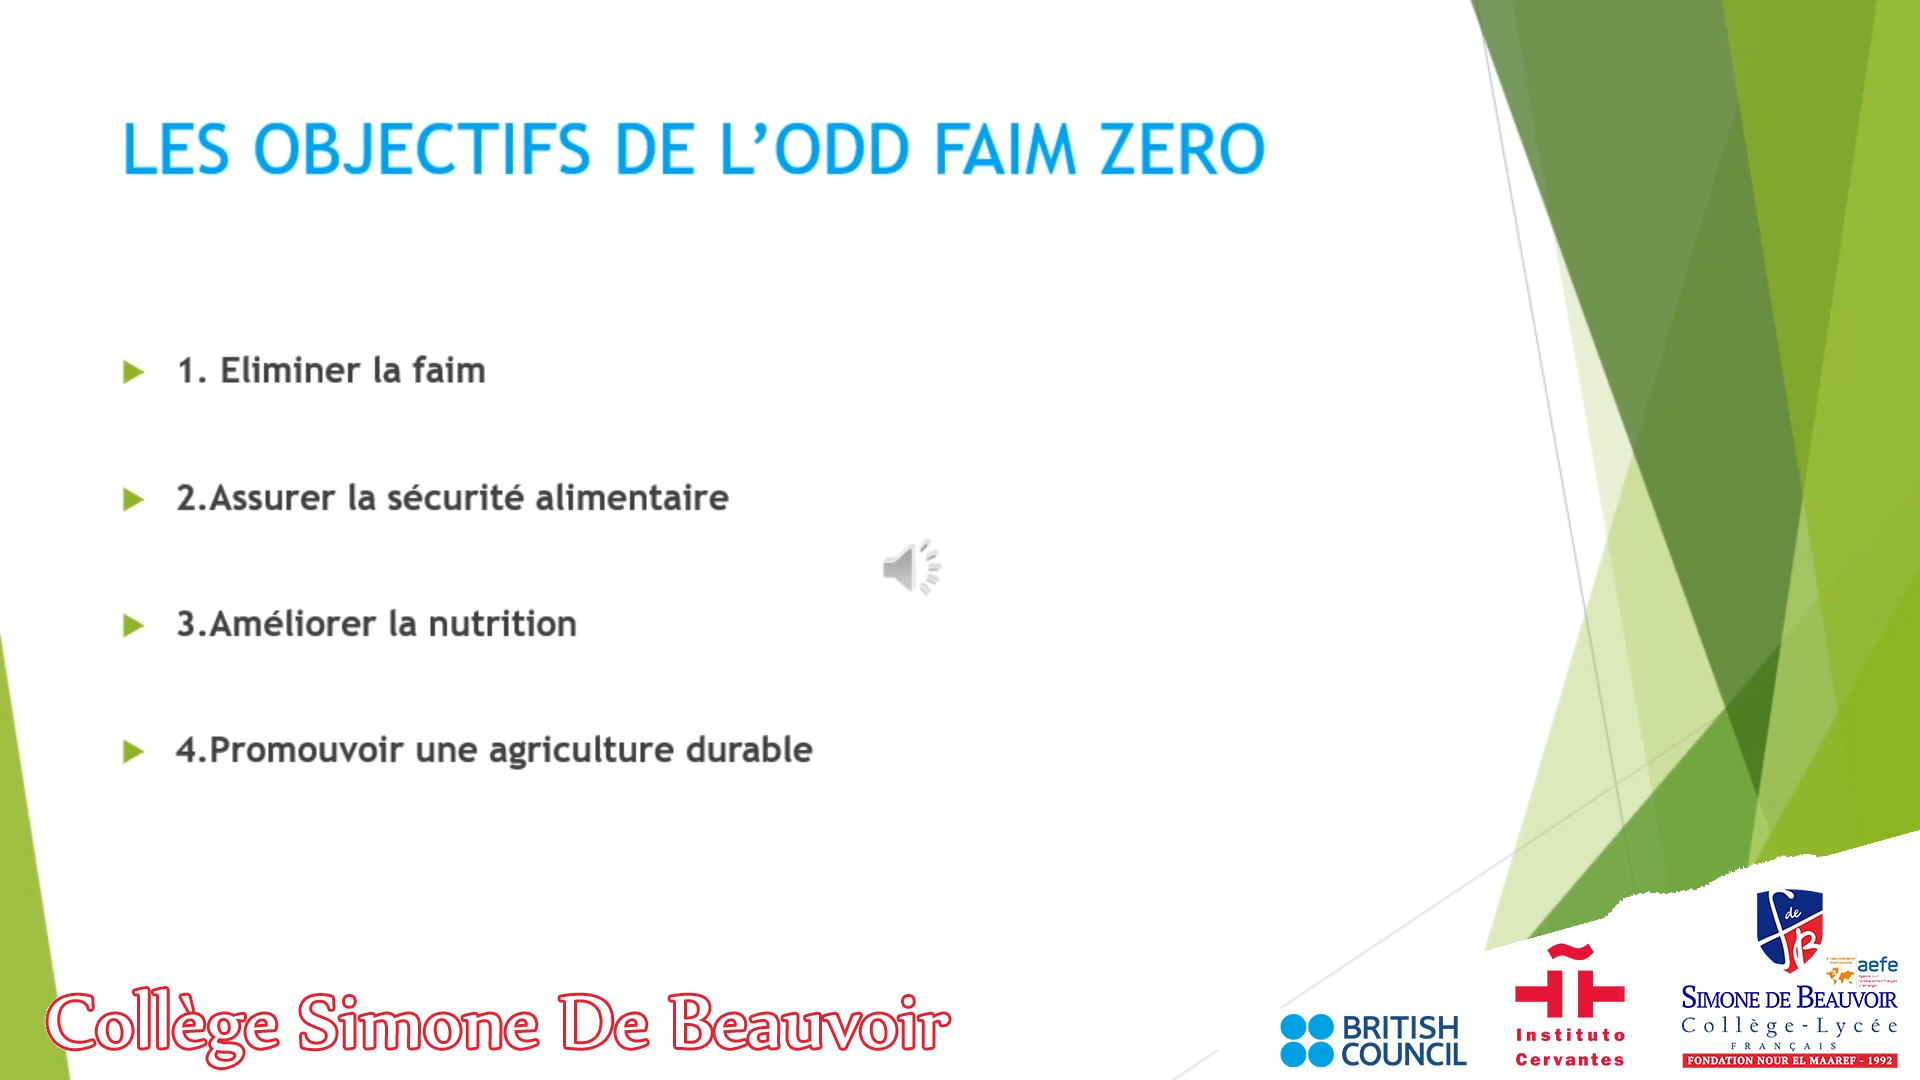 LES OBJECTIFS DE L’ODD FAIM ZERO
1. Eliminer la faim
2.Assurer la sécurité alimentaire
3.Améliorer la nutrition
4.Promouvoir une agriculture durable
Collège Simone De Beauvoir
BRITISH
COUNCIL
Instituto
Cervantes
de
aefe
SIMONE DE BEAUVOIR
Collège-Lycée
FRANÇAIS
FONDATION NOUR EL MAAREF - 1992